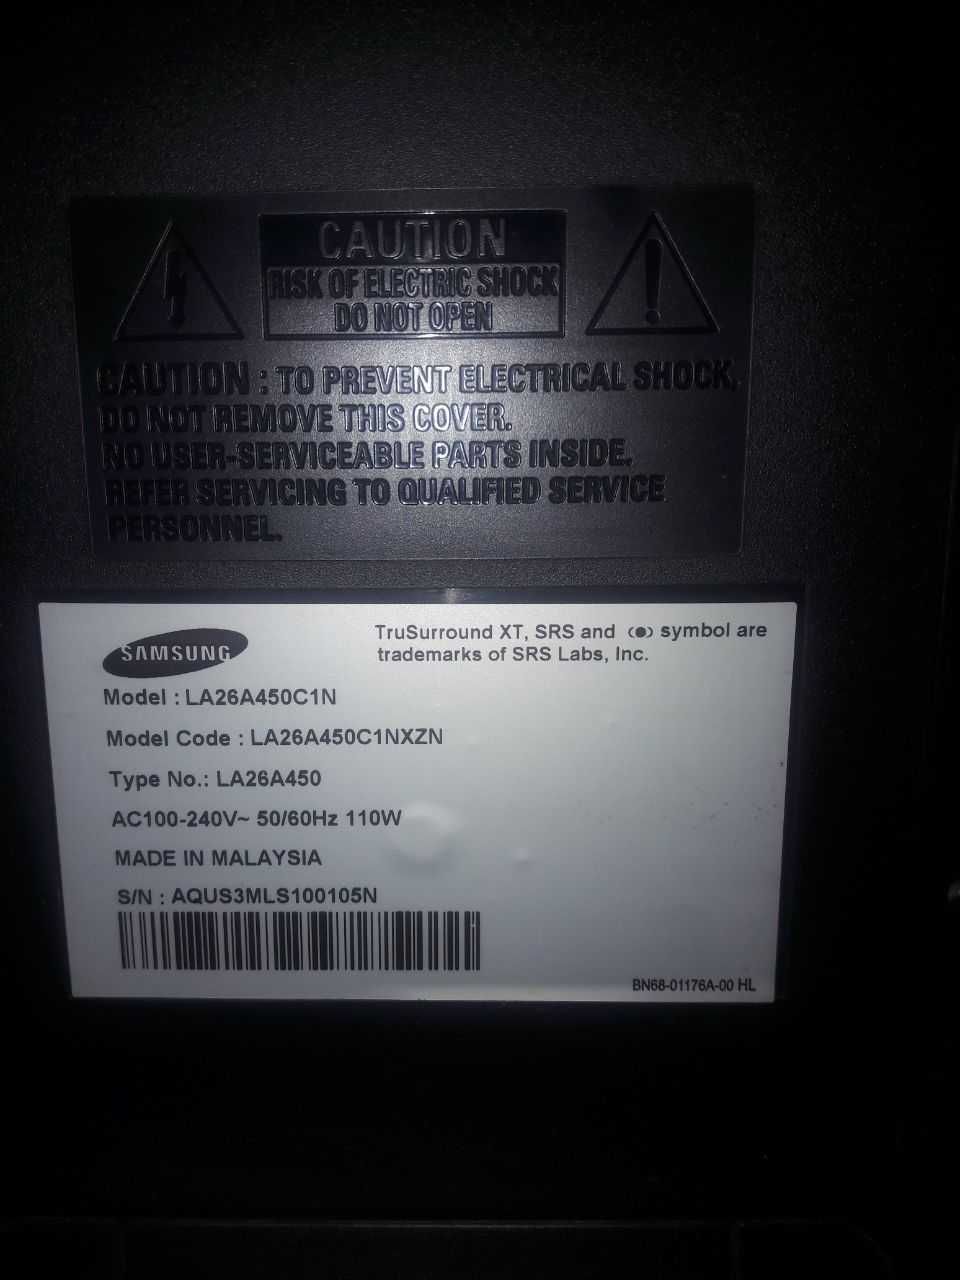 CAUTION
RISK OF ELECTRIC SHOCK
DO NOT OPEN
CAUTION : TO PREVENT ELECTRICAL SHOCK,
DO NOT REMOVE THIS COVER.
NO USER-SERVICEABLE PARTS INSIDE.
REFER SERVICING TO QUALIFIED SERVICE
PERSONNEL.
SAMSUNG
TruSurround XT, SRS and (●) symbol are
trademarks of SRS Labs, Inc.
Model : LA26A450C1N
Model Code : LA26A450C1NXZN
Type No.: LA26A450
AC100-240V~ 50/60Hz 110W
MADE IN MALAYSIA
S/N : AQUS3MLS100105N
BN68-01176A-00 HL